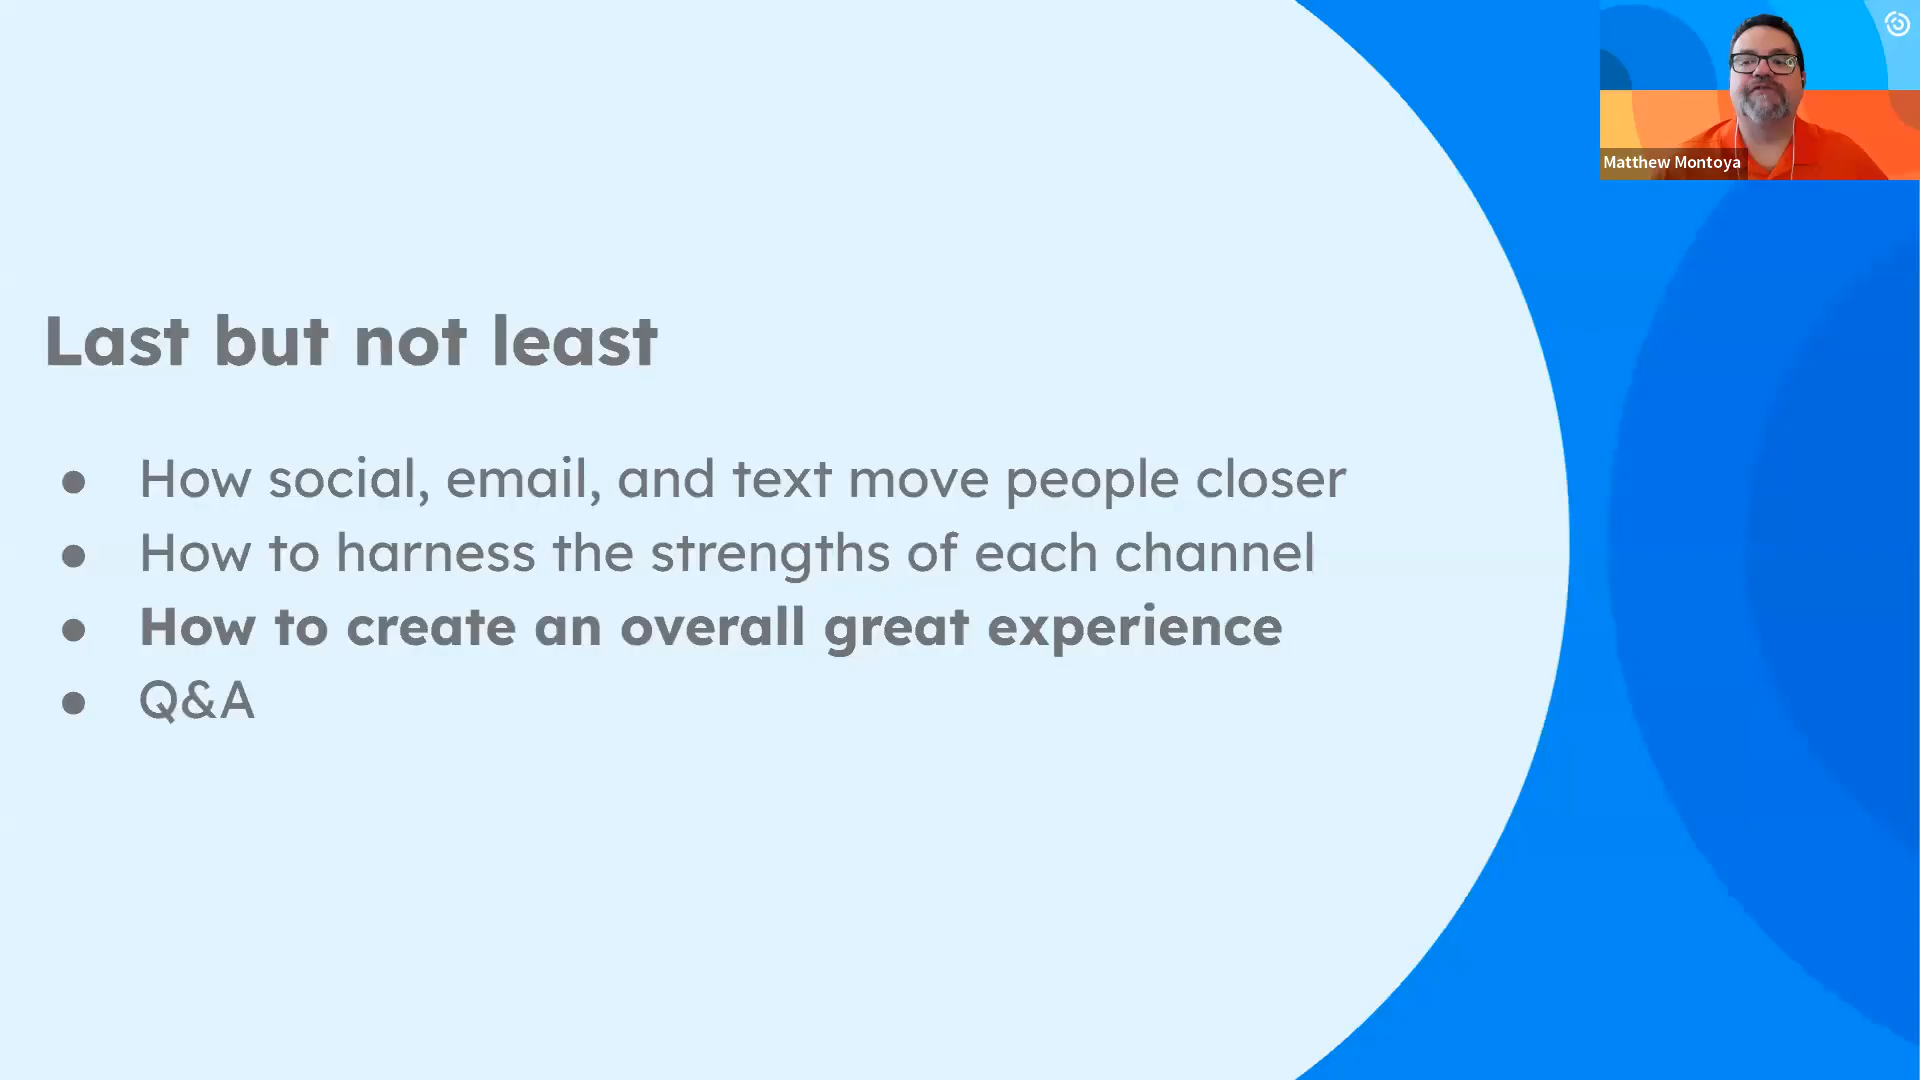 Matthew Montoya
Last but not least
● How social, email, and text move people closer
● How to harness the strengths of each channel
● How to create an overall great experience
● Q&A